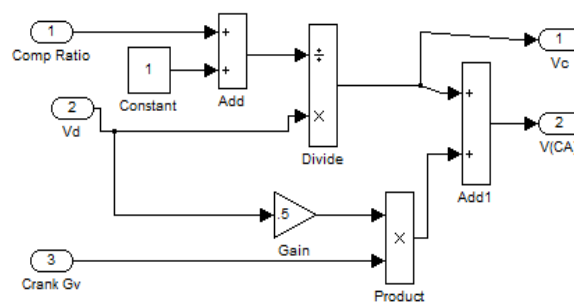 1
Comp Ratio
1
Constant
+
+
Add
2
Vd
÷
×
Divide
1
Vc
+
+
Add1
2
V(CA)
.5
Gain
3
Crank Gv
×
Product